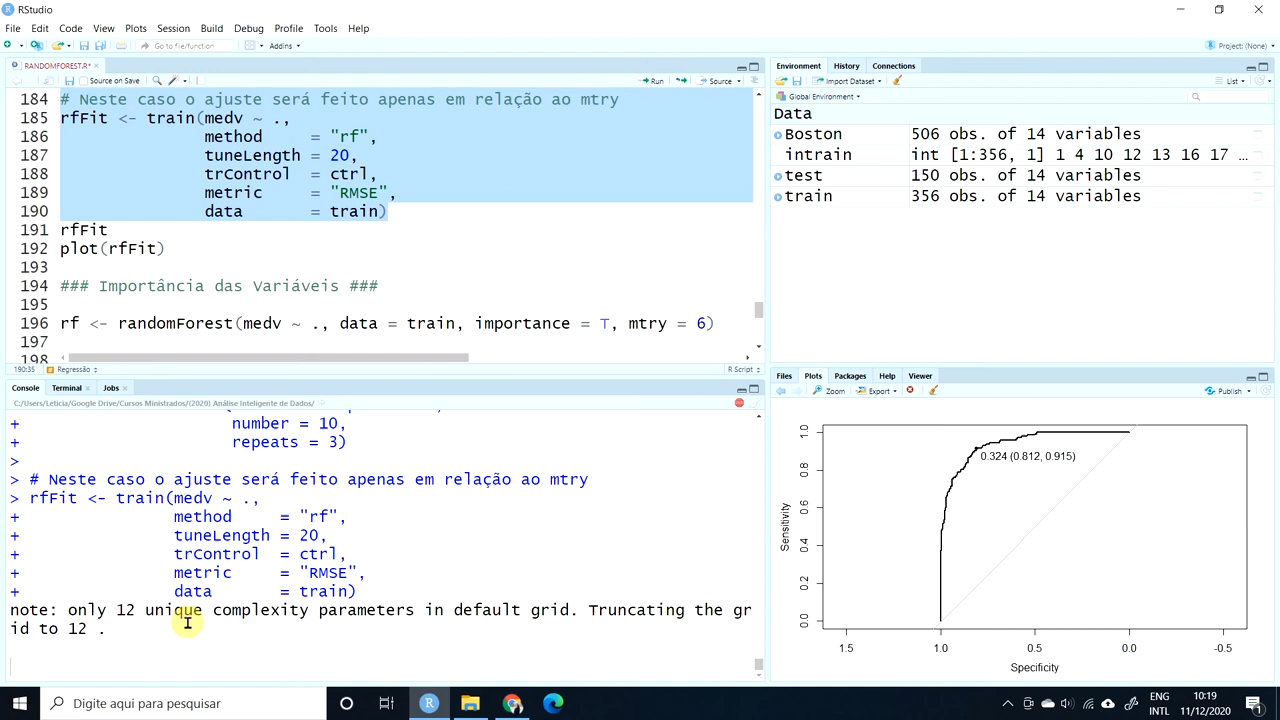 RStudio
File Edit Code View Plots Session Build Debug Profile Tools Help
Go to file/function Addins Project: (None)
RANDOMFOREST.R*
Source on Save Run Source
184 # Neste caso o ajuste será feito apenas em relação ao mtry
185 rfFit <- train(medv ~ .,
186 method = "rf",
187 tuneLength = 20,
188 trControl = ctrl,
189 metric = "RMSE",
190 data = train)
191 rfFit
192 plot(rfFit)
193
194 ### Importância das Variáveis ###
195
196 rf <- randomForest(medv ~ ., data = train, importance = T, mtry = 6)
197
198
190:35 Regressão R Script
Console Terminal Jobs
C:/Users/Leticia/Google Drive/Cursos Ministrados/(2020) Análise Inteligente de Dados/
+ number = 10,
+ repeats = 3)
>
> # Neste caso o ajuste será feito apenas em relação ao mtry
> rfFit <- train(medv ~ .,
+ method = "rf",
+ tuneLength = 20,
+ trControl = ctrl,
+ metric = "RMSE",
+ data = train)
note: only 12 unique complexity parameters in default grid. Truncating the gr
id to 12 .
Environment History Connections
Import Dataset List
Global Environment
Data
Boston 506 obs. of 14 variables
intrain int [1:356, 1] 1 4 10 12 13 16 17 ...
test 150 obs. of 14 variables
train 356 obs. of 14 variables
Files Plots Packages Help Viewer
Zoom Export Publish
Sensitivity
1.0
0.8
0.6
0.4
0.2
0.0
0.324 (0.812, 0.915)
1.5 1.0 0.5 0.0 -0.5
Specificity
Digite aqui para pesquisar
ENG
INTL
10:19
11/12/2020
1